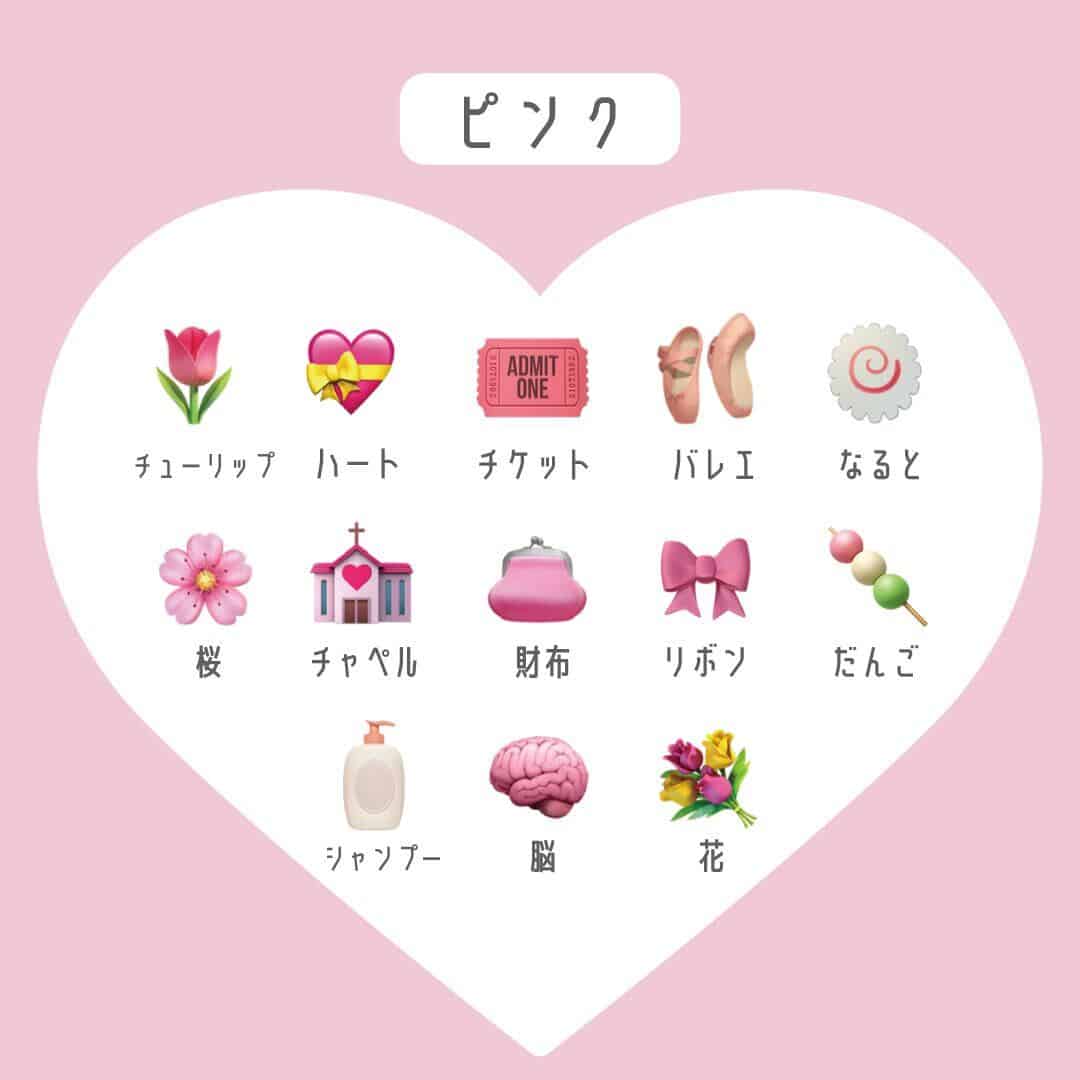 ピンク
ADMIT
ONE
チューリップ ハート チケット バレエ なると
桜 チャペル 財布 リボン だんご
シャンプー 脳 花